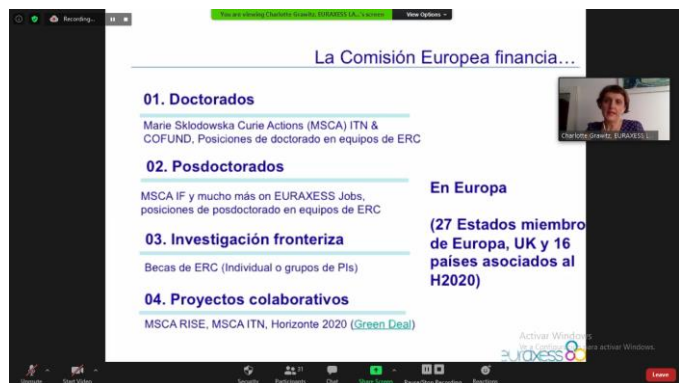 Recording...
You are viewing Charlotte Grawitz, EURAXESS LA...'s screen
View Options
La Comisión Europea financia...
01. Doctorados
Marie Sklodowska Curie Actions (MSCA) ITN &
COFUND, Posiciones de doctorado en equipos de ERC
02. Posdoctorados
MSCA IF y mucho más on EURAXESS Jobs,
posiciones de posdoctorado en equipos de ERC
03. Investigación fronteriza
Becas de ERC (Individual o grupos de PIs)
04. Proyectos colaborativos
MSCA RISE, MSCA ITN, Horizonte 2020 (Green Deal)
Charlotte Grawitz, EURAXESS L...
En Europa
(27 Estados miembro
de Europa, UK y 16
países asociados al
H2020)
Activar Windows
Ve a Configu para activar Windows.
euraxess
Unmute
Start Video
Security
Participants
31
Chat
Share Screen
Pause/Stop Recording
Reactions
Leave